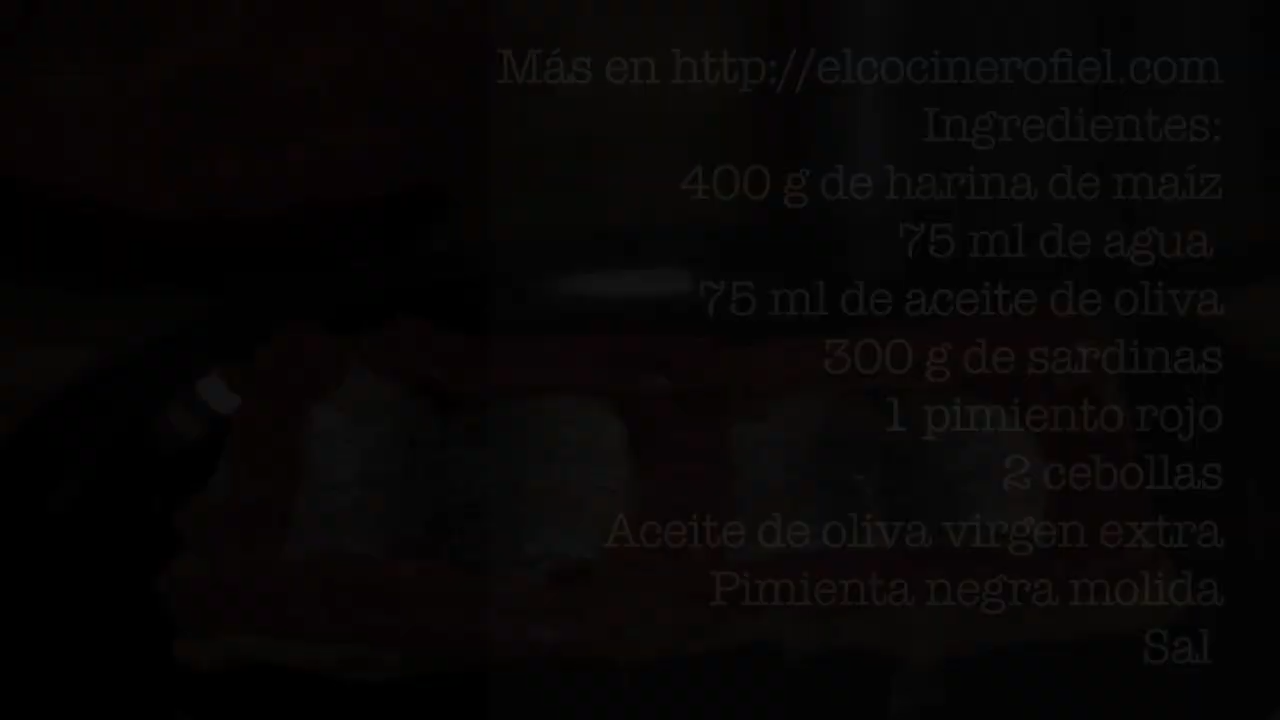 Más en http://elcocinerofiel.com
Ingredientes:
400 g de harina de maíz
75 ml de agua
75 ml de aceite de oliva
300 g de sardinas
1 pimiento rojo
2 cebollas
Aceite de oliva virgen extra
Pimienta negra molida
Sal